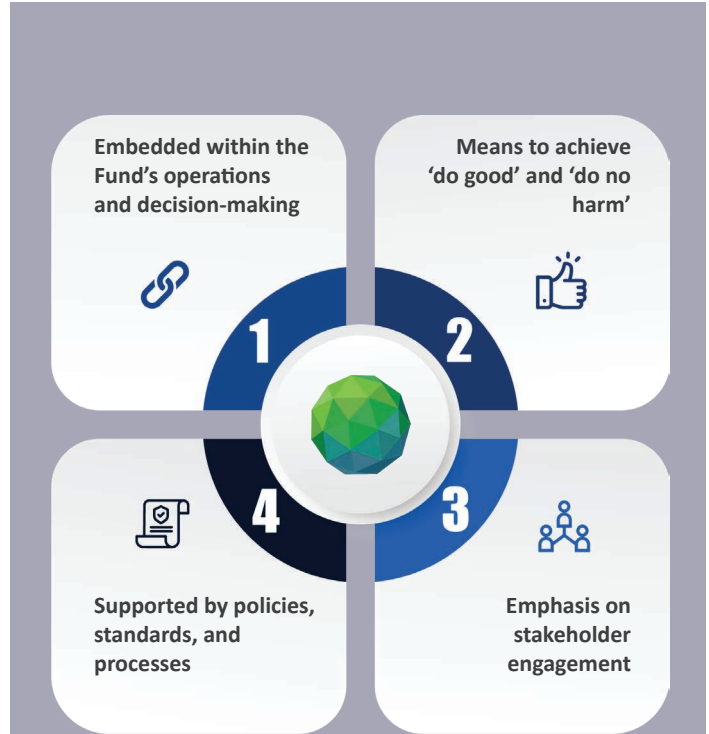 Embedded within the
Fund's operations
and decision-making
1
Means to achieve
‘do good’ and ‘do no
harm’
2
3
Emphasis on
stakeholder
engagement
4
Supported by policies,
standards, and
processes